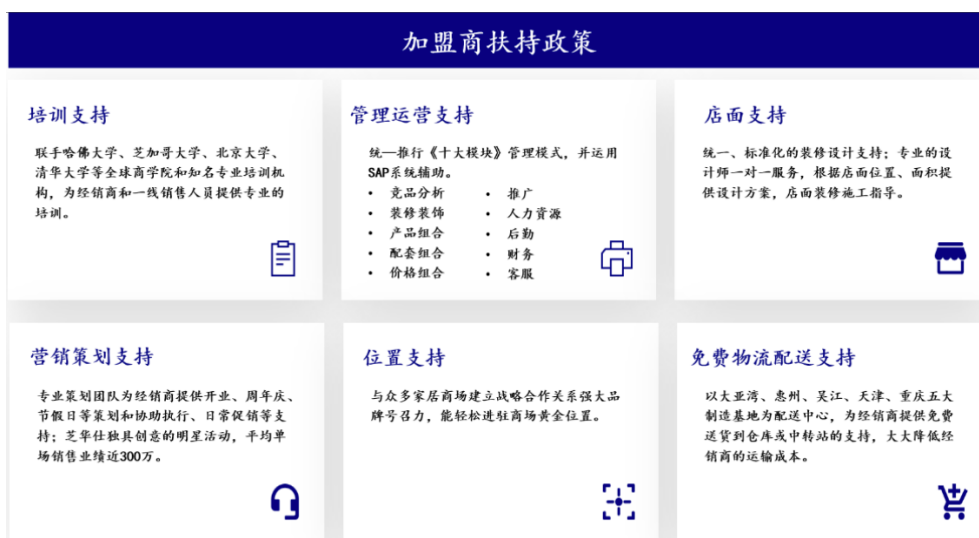 加盟商扶持政策
培训支持
联手哈佛大学、芝加哥大学、北京大学、
清华大学等全球商学院和知名专业培训机
构，为经销商和一线销售人员提供专业的
培训。
管理运营支持
统一推行《十大模块》管理模式，并运用
SAP系统辅助。
• 竞品分析
• 装修装饰
• 产品组合
• 配套组合
• 价格组合
• 推广
• 人力资源
• 后勤
• 财务
• 客服
店面支持
统一、标准化的装修设计支持；专业的设
计师一对一服务，根据店面位置、面积提
供设计方案，店面装修施工指导。
营销策划支持
专业策划团队为经销商提供开业、周年庆、
节假日等策划和协助执行、日常促销等支
持；芝华仕独具创意的明星活动，平均单
场销售业绩近300万。
位置支持
与众多家居商场建立战略合作关系强大品
牌号召力，能轻松进驻商场黄金位置。
免费物流配送支持
以大亚湾、惠州、吴江、天津、重庆五大
制造基地为配送中心，为经销商提供免费
送货到仓库或中转站的支持，大大降低经
销商的运输成本。